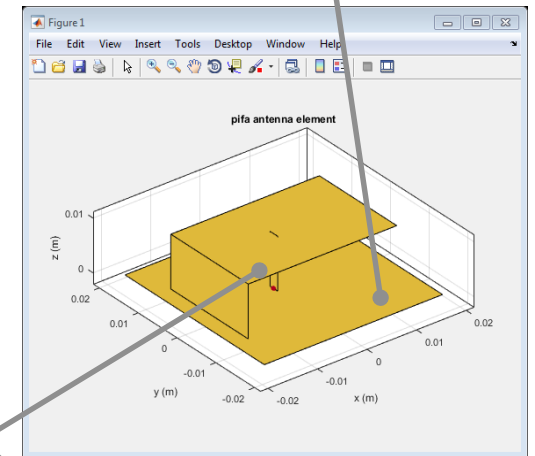 Figure 1
File Edit View Insert Tools Desktop Window Help
pifa antenna element
0.01
z (m)
0
0.02
0.01
0
-0.01
-0.02
y (m)
-0.02
-0.01
0
0.01
0.02
x (m)